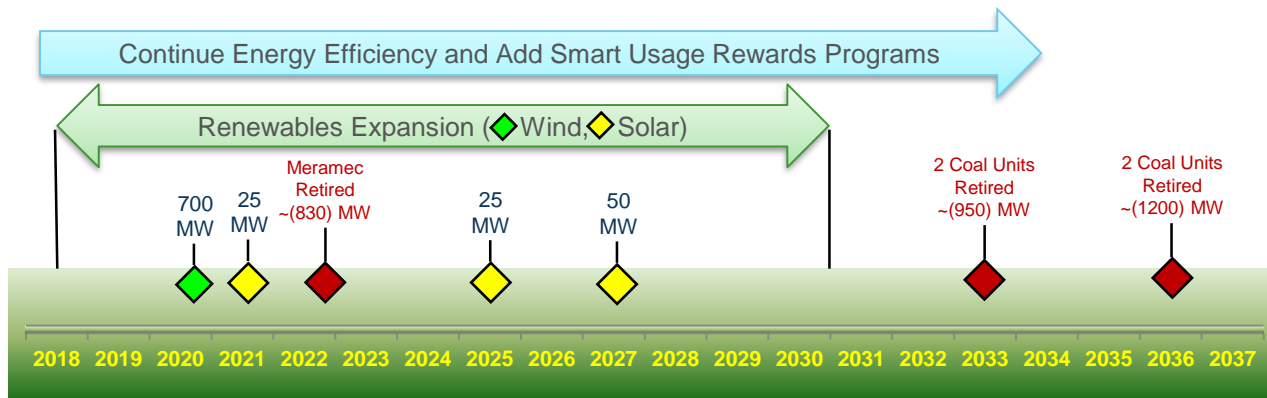 Continue Energy Efficiency and Add Smart Usage Rewards Programs
Renewables Expansion (Wind, Solar)
Meramec
Retired
~(830) MW
2 Coal Units
Retired
~(950) MW
2 Coal Units
Retired
~(1200) MW
700
MW
25
MW
25
MW
50
MW
2018 2019 2020 2021 2022 2023 2024 2025 2026 2027 2028 2029 2030 2031 2032 2033 2034 2035 2036 2037